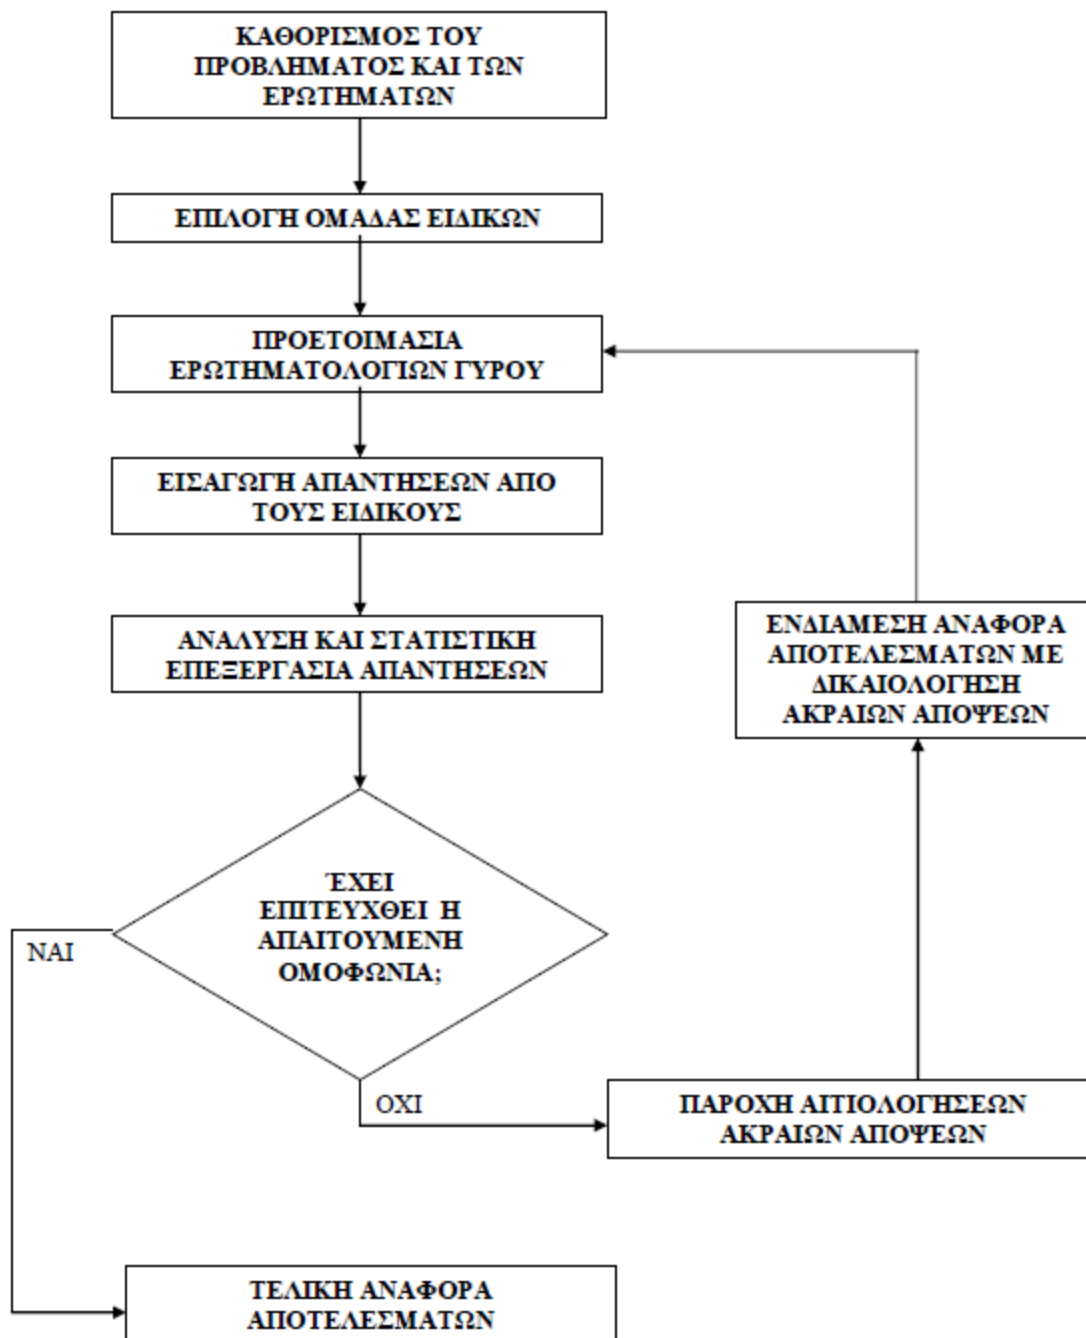 ΚΑΘΟΡΙΣΜΟΣ ΤΟΥ
ΠΡΟΒΛΗΜΑΤΟΣ ΚΑΙ ΤΩΝ
ΕΡΩΤΗΜΑΤΩΝ
ΕΠΙΛΟΓΗ ΟΜΑΔΑΣ ΕΙΔΙΚΩΝ
ΠΡΟΕΤΟΙΜΑΣΙΑ
ΕΡΩΤΗΜΑΤΟΛΟΓΙΩΝ ΓΥΡΟΥ
ΕΙΣΑΓΩΓΗ ΑΠΑΝΤΗΣΕΩΝ ΑΠΟ
ΤΟΥΣ ΕΙΔΙΚΟΥΣ
ΑΝΑΛΥΣΗ ΚΑΙ ΣΤΑΤΙΣΤΙΚΗ
ΕΠΕΞΕΡΓΑΣΙΑ ΑΠΑΝΤΗΣΕΩΝ
ΈΧΕΙ
ΕΠΙΤΕΥΧΘΕΙ Η
ΑΠΑΙΤΟΥΜΕΝΗ
ΟΜΟΦΩΝΙΑ;
ΝΑΙ
ΟΧΙ
ΠΑΡΟΧΗ ΑΙΤΙΟΛΟΓΗΣΕΩΝ
ΑΚΡΑΙΩΝ ΑΠΟΨΕΩΝ
ΕΝΔΙΑΜΕΣΗ ΑΝΑΦΟΡΑ
ΑΠΟΤΕΛΕΣΜΑΤΩΝ ΜΕ
ΔΙΚΑΙΟΛΟΓΗΣΗ
ΑΚΡΑΙΩΝ ΑΠΟΨΕΩΝ
ΤΕΛΙΚΗ ΑΝΑΦΟΡΑ
ΑΠΟΤΕΛΕΣΜΑΤΩΝ